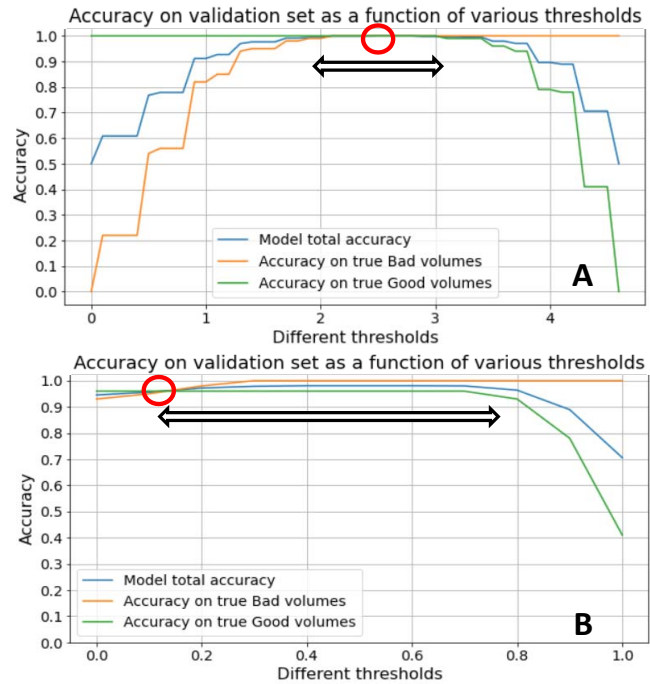 Accuracy on validation set as a function of various thresholds
1.0
0.9
0.8
0.7
0.6
0.5
0.4
0.3
0.2
0.1
0.0
Accuracy
Model total accuracy
Accuracy on true Bad volumes
Accuracy on true Good volumes
A
0 1 2 3 4
Different thresholds
Accuracy on validation set as a function of various thresholds
1.0
0.9
0.8
0.7
0.6
0.5
0.4
0.3
0.2
0.1
0.0
Accuracy
Model total accuracy
Accuracy on true Bad volumes
Accuracy on true Good volumes
B
0.0 0.2 0.4 0.6 0.8 1.0
Different thresholds